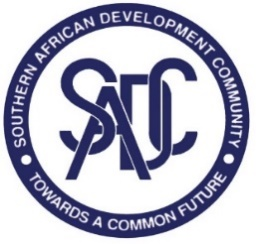 SOUTHERN AFRICAN DEVELOPMENT COMMUNITY
SADC
TOWARDS A COMMON FUTURE